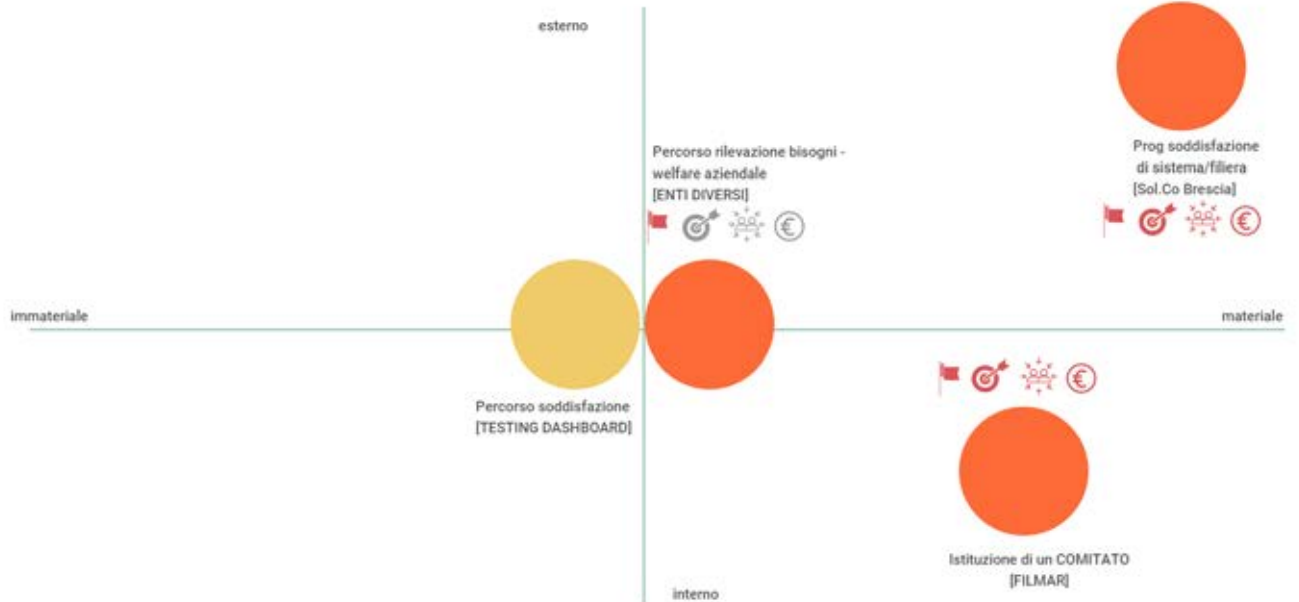 esterno
Prog soddisfazione
di sistema/filiera
[Sol.Co Brescia]
Percorso rilevazione bisogni -
welfare aziendale
[ENTI DIVERSI]
€
€
immateriale
materiale
€
Percorso soddisfazione
[TESTING DASHBOARD]
Istituzione di un COMITATO
[FILMAR]
interno